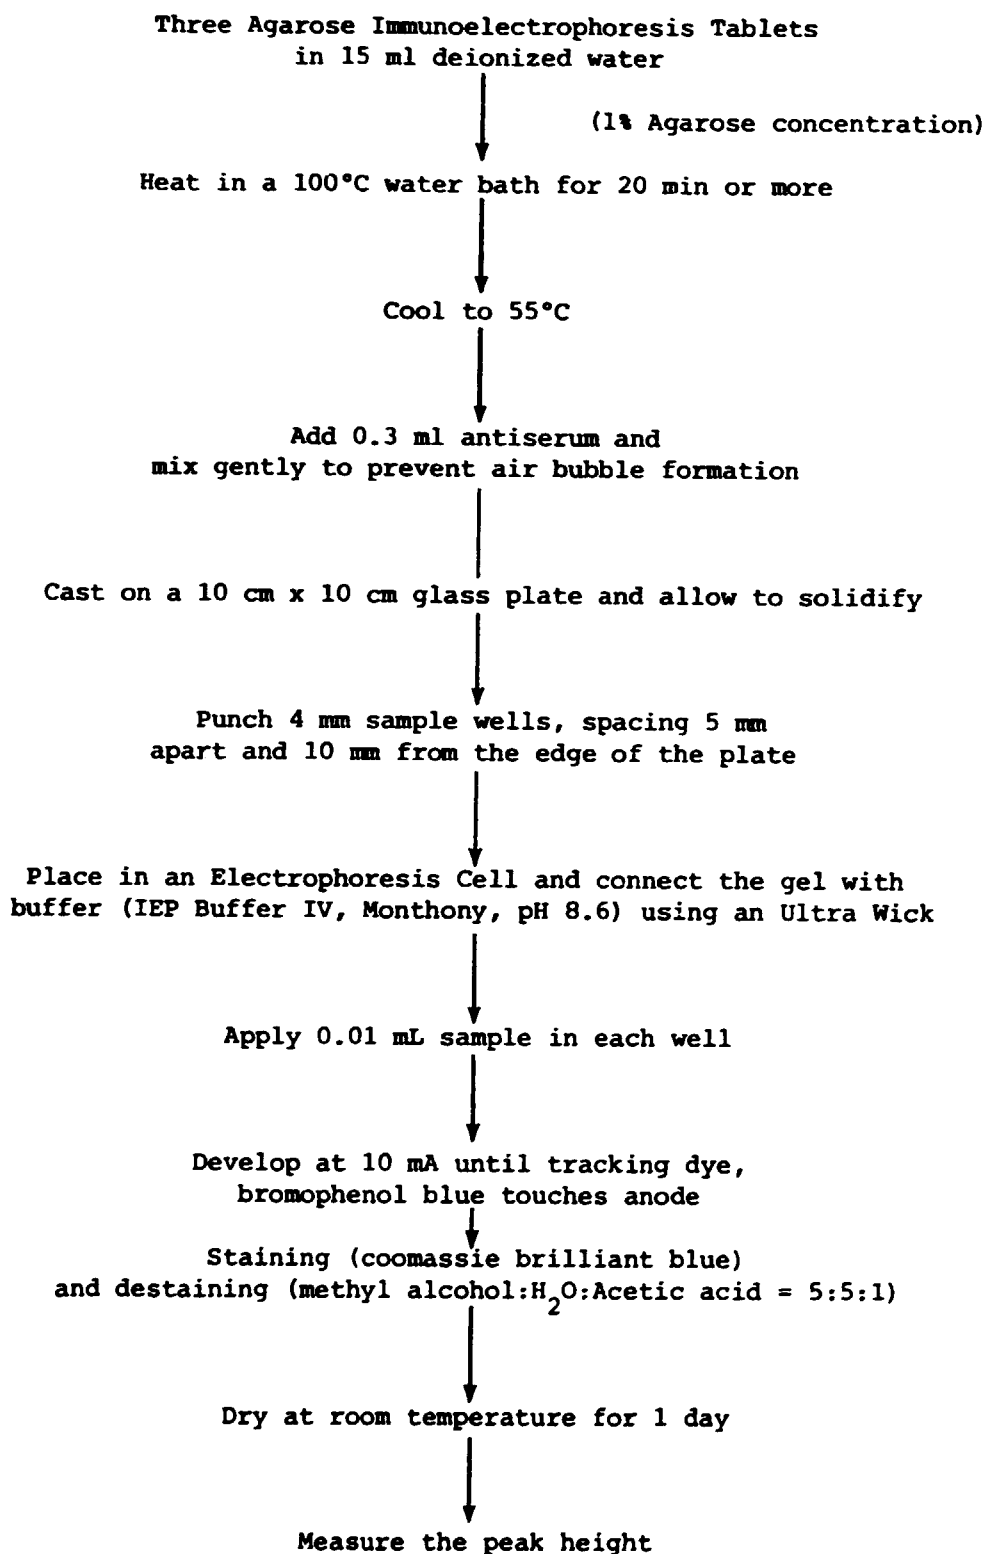 Three Agarose Immunoelectrophoresis Tablets
in 15 ml deionized water
(1% Agarose concentration)
Heat in a 100°C water bath for 20 min or more
Cool to 55°C
Add 0.3 ml antiserum and
mix gently to prevent air bubble formation
Cast on a 10 cm x 10 cm glass plate and allow to solidify
Punch 4 mm sample wells, spacing 5 mm
apart and 10 mm from the edge of the plate
Place in an Electrophoresis Cell and connect the gel with
buffer (IEP Buffer IV, Monthony, pH 8.6) using an Ultra Wick
Apply 0.01 mL sample in each well
Develop at 10 mA until tracking dye,
bromophenol blue touches anode
Staining (coomassie brilliant blue)
and destaining (methyl alcohol:H₂O:Acetic acid = 5:5:1)
Dry at room temperature for 1 day
Measure the peak height